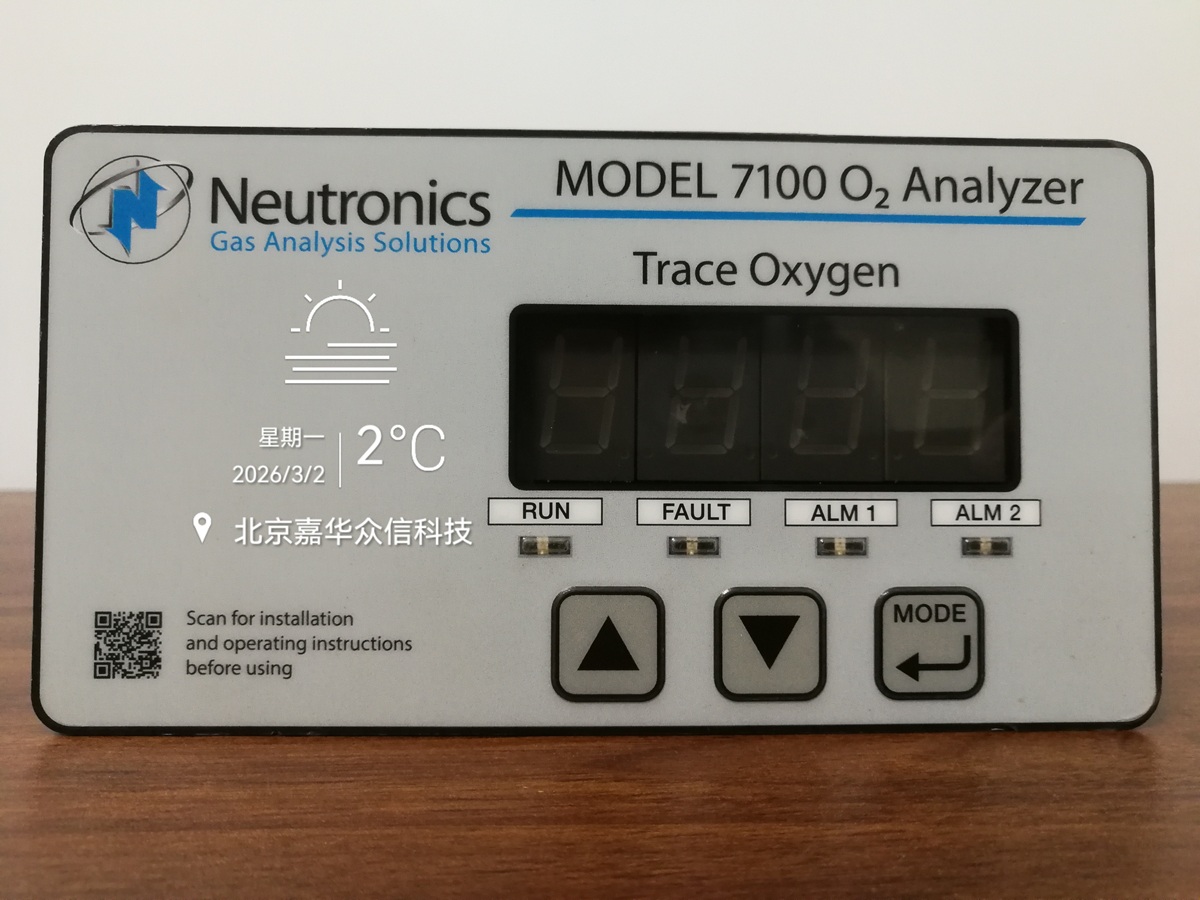 Neutronics
Gas Analysis Solutions
MODEL 7100 O₂ Analyzer
Trace Oxygen
星期一
2026/3/2
2°C
北京嘉华众信科技
RUN
FAULT
ALM 1
ALM 2
MODE
Scan for installation
and operating instructions
before using